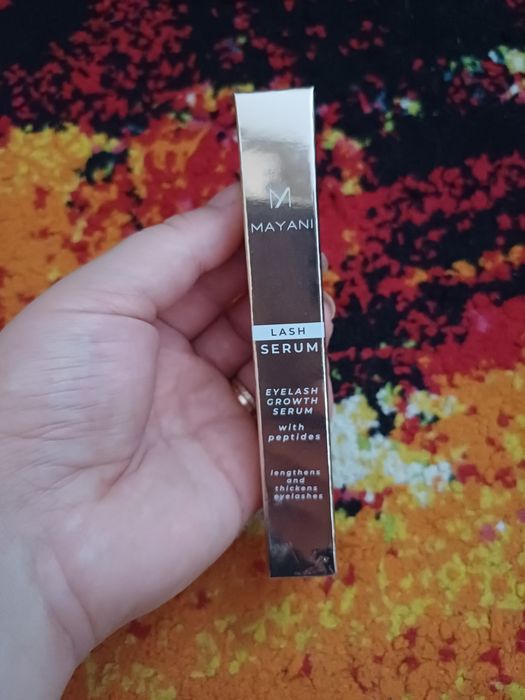 MAYANI
LASH
SERUM
EYELASH
GROWTH
SERUM
with
peptides
lengthens
and
thickens
eyelashes